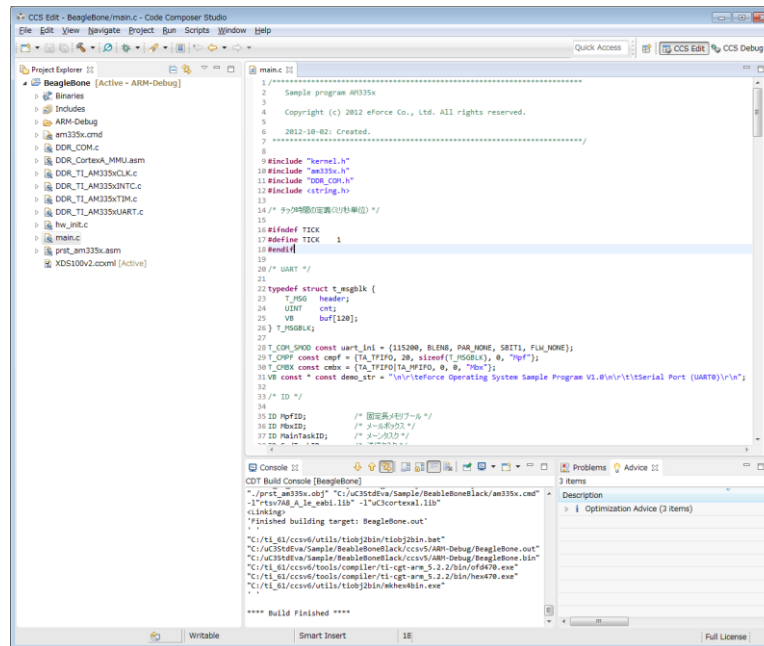 CCS Edit - BeagleBone/main.c - Code Composer Studio
File Edit View Navigate Project Run Scripts Window Help
Quick Access CCS Edit CCS Debug
Project Explorer
BeagleBone [Active - ARM-Debug]
Binaries
Includes
ARM-Debug
am335x.cmd
DDR_COM.c
DDR_CortexA_MMU.asm
DDR_TI_AM335xCLK.c
DDR_TI_AM335xINTC.c
DDR_TI_AM335xTIM.c
DDR_TI_AM335xUART.c
hw_init.c
main.c
prst_am335x.asm
XDS100v2.ccxml [Active]
main.c
1 /***********************************************************************
2 Sample program AM335x
3
4 Copyright (c) 2012 eForce Co., Ltd. All rights reserved.
5
6 2012-10-02: Created.
7 ***********************************************************************/
8
9 #include "kernel.h"
10 #include "am335x.h"
11 #include "DDR_COM.h"
12 #include <string.h>
13
14 /* チック時間の定義(ミリ秒単位) */
15
16 #ifndef TICK
17 #define TICK 1
18 #endif
19
20 /* UART */
21
22 typedef struct t_msgblk {
23 T_MSG header;
24 UINT cnt;
25 VB buf[120];
26 } T_MSGBLK;
27
28 T_COM_SMOD const uart_ini = {115200, BLEN8, PAR_NONE, SBIT1, FLW_NONE};
29 T_CMPF const cmpf = {TA_TFIFO, 20, sizeof(T_MSGBLK), 0, "Mpf"};
30 T_CMBX const cmbx = {TA_TFIFO|TA_MFIFO, 0, 0, "Mbx"};
31 VB const * const demo_str = "\n\r\teForce Operating System Sample Program V1.0\n\r\t\tSerial Port (UART0)\r\n";
32
33 /* ID */
34
35 ID MpfID; /* 固定長メモリプール */
36 ID MbxID; /* メールボックス */
37 ID MainTaskID; /* メインタスク */
Console
CDT Build Console [BeagleBone]
"./prst_am335x.obj" "C:/uC3StdEva/Sample/BeableBoneBlack/am335x.cmd"
-l"rtsv7A8_A_le_eabi.lib" -l"uC3cortexal.lib"
<Linking>
'Finished building target: BeagleBone.out'
' '
"C:/ti_61/ccsv6/utils/tiobj2bin/tiobj2bin.bat"
"C:/uC3StdEva/Sample/BeableBoneBlack/ccsv5/ARM-Debug/BeagleBone.out"
"C:/uC3StdEva/Sample/BeableBoneBlack/ccsv5/ARM-Debug/BeagleBone.bin"
"C:/ti_61/ccsv6/tools/compiler/ti-cgt-arm_5.2.2/bin/ofd470.exe"
"C:/ti_61/ccsv6/tools/compiler/ti-cgt-arm_5.2.2/bin/hex470.exe"
"C:/ti_61/ccsv6/utils/tiobj2bin/mkhex4bin.exe"
' '
**** Build Finished ****
Problems Advice
3 items
Description
Optimization Advice (3 items)
Writable Smart Insert 18 Full License